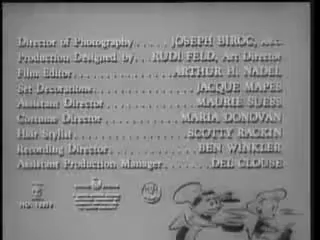 Director of Photography.....JOSEPH BIROC, A.S.C.
Production Designed by...RUDI FELD, Art Director
Film Editor...............ARTHUR H. NADEL
Set Decorations............JACQUE MAPES
Assistant Director..........MAURIE SUESS
Costume Director..........MARIA DONOVAN
Hair Stylist..............SCOTTY RACKIN
Recording Director..........BEN WINKLER
Assistant Production Manager.......DEL CLOUSE